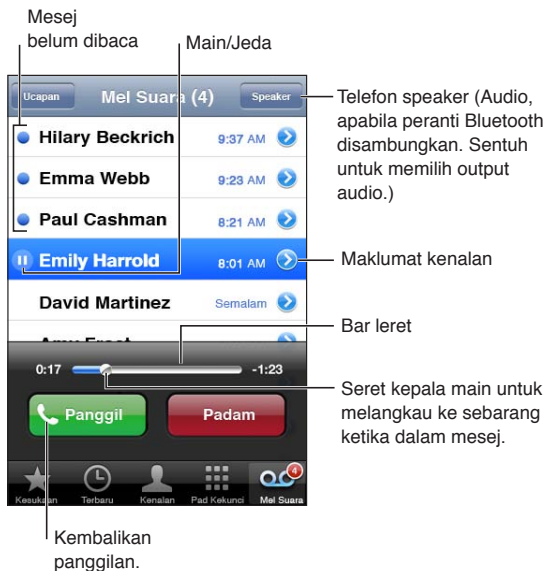 Mesej
belum dibaca
Main/Jeda
Ucapan
Mel Suara (4)
Speaker
Hilary Beckrich
9:37 AM
Emma Webb
9:23 AM
Paul Cashman
8:21 AM
Emily Harrold
8:01 AM
David Martinez
Semalam
Telefon speaker (Audio,
apabila peranti Bluetooth
disambungkan. Sentuh
untuk memilih output
audio.)
Maklumat kenalan
Bar leret
0:17
-1:23
Panggil
Padam
Seret kepala main untuk
melangkau ke sebarang
ketika dalam mesej.
Kesukaan
Terbaru
Kenalan
Pad Kekunci
Mel Suara
4
Kembalikan
panggilan.